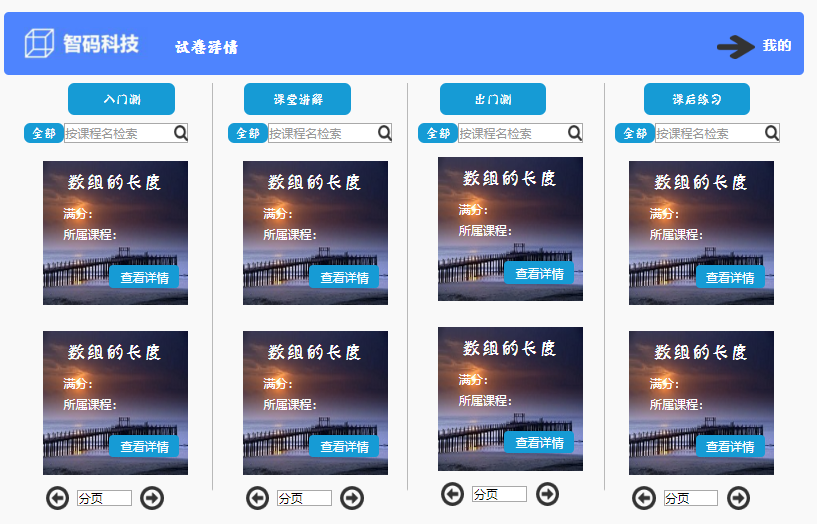 智码科技
试卷详情
我的
入门测
课堂讲解
出门测
课后练习
全部
按课程名检索
全部
按课程名检索
全部
按课程名检索
全部
按课程名检索
数组的长度
满分:
所属课程:
查看详情
数组的长度
满分:
所属课程:
查看详情
数组的长度
满分:
所属课程:
查看详情
数组的长度
满分:
所属课程:
查看详情
数组的长度
满分:
所属课程:
查看详情
数组的长度
满分:
所属课程:
查看详情
数组的长度
满分:
所属课程:
查看详情
数组的长度
满分:
所属课程:
查看详情
分页
分页
分页
分页